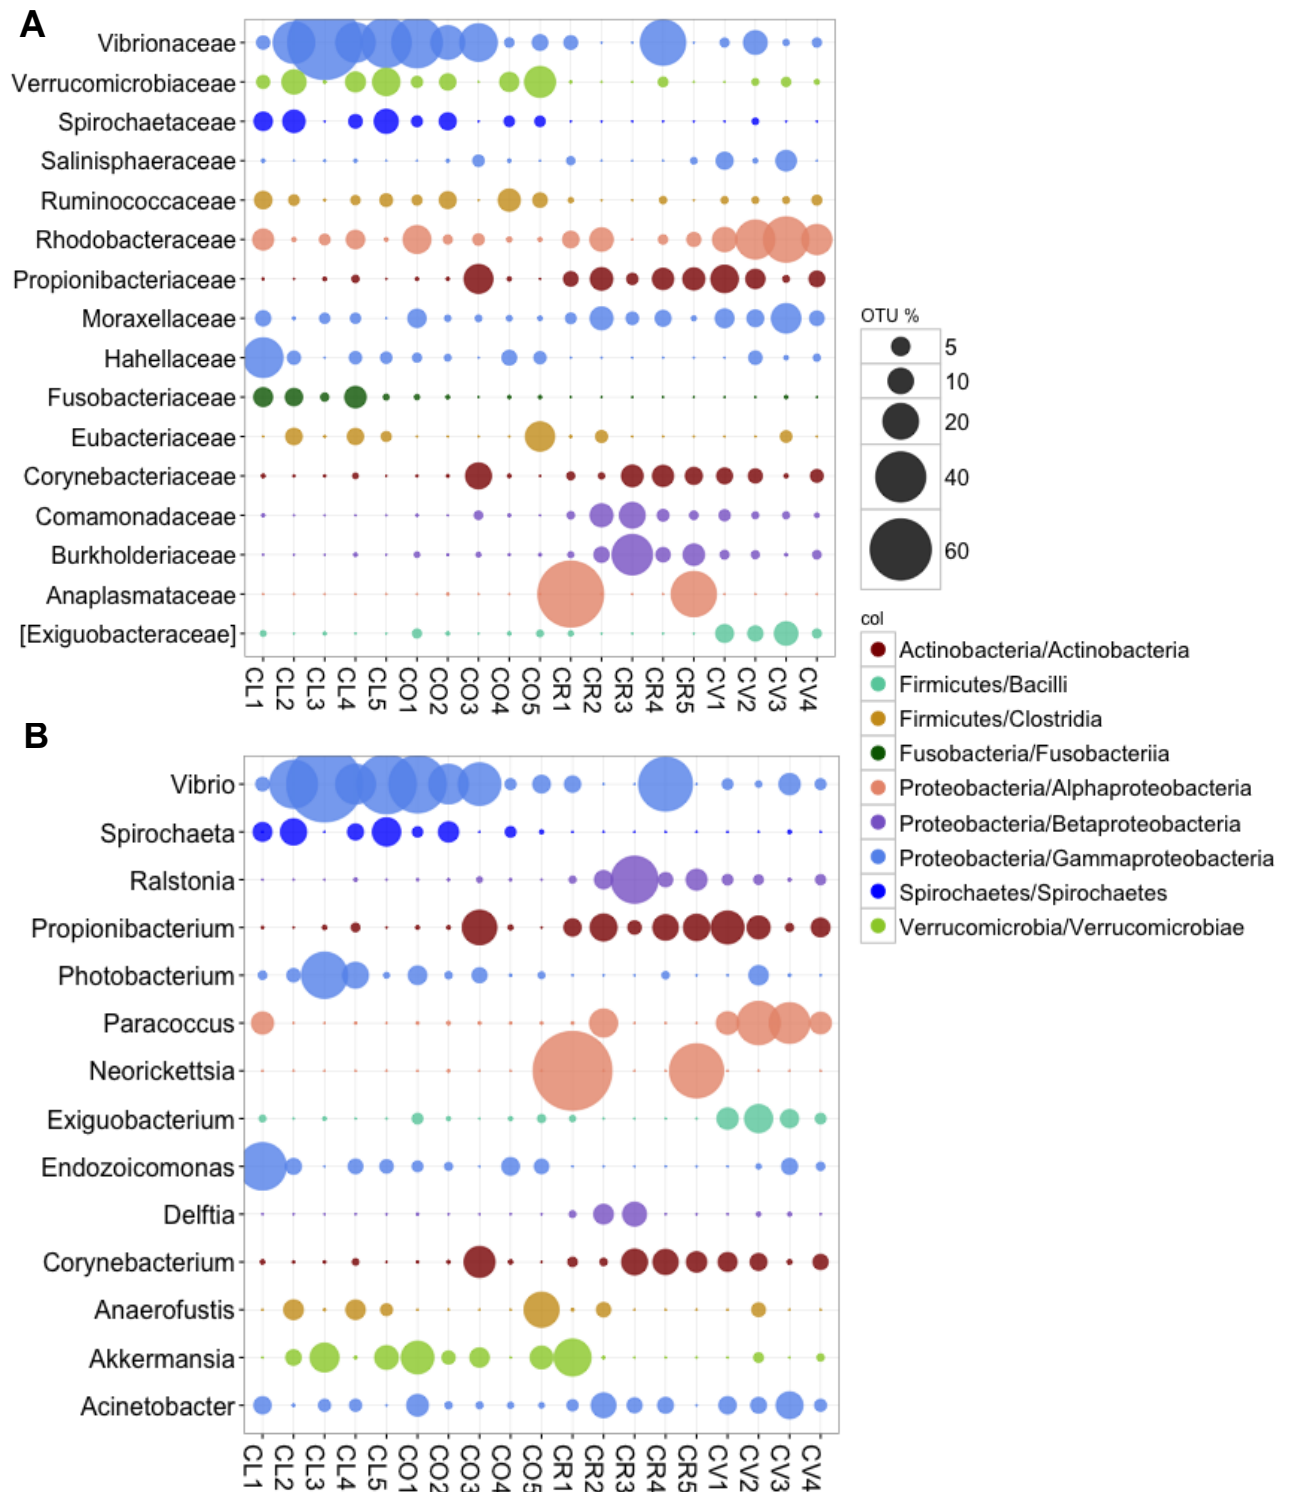 A
Vibrionaceae
Verrucomicrobiaceae
Spirochaetaceae
Salinisphaeraceae
Ruminococcaceae
Rhodobacteraceae
Propionibacteriaceae
Moraxellaceae
Hahellaceae
Fusobacteriaceae
Eubacteriaceae
Corynebacteriaceae
Comamonadaceae
Burkholderiaceae
Anaplasmataceae
[Exiguobacteraceae]
CL1 CL2 CL3 CL4 CL5 CO1 CO2 CO3 CO4 CO5 CR1 CR2 CR3 CR4 CR5 CV1 CV2 CV3 CV4
OTU %
5
10
20
40
60
col
Actinobacteria/Actinobacteria
Firmicutes/Bacilli
Firmicutes/Clostridia
Fusobacteria/Fusobacteriia
Proteobacteria/Alphaproteobacteria
Proteobacteria/Betaproteobacteria
Proteobacteria/Gammaproteobacteria
Spirochaetes/Spirochaetes
Verrucomicrobia/Verrucomicrobiae
B
Vibrio
Spirochaeta
Ralstonia
Propionibacterium
Photobacterium
Paracoccus
Neorickettsia
Exiguobacterium
Endozoicomonas
Delftia
Corynebacterium
Anaerofustis
Akkermansia
Acinetobacter
CL1 CL2 CL3 CL4 CL5 CO1 CO2 CO3 CO4 CO5 CR1 CR2 CR3 CR4 CR5 CV1 CV2 CV3 CV4